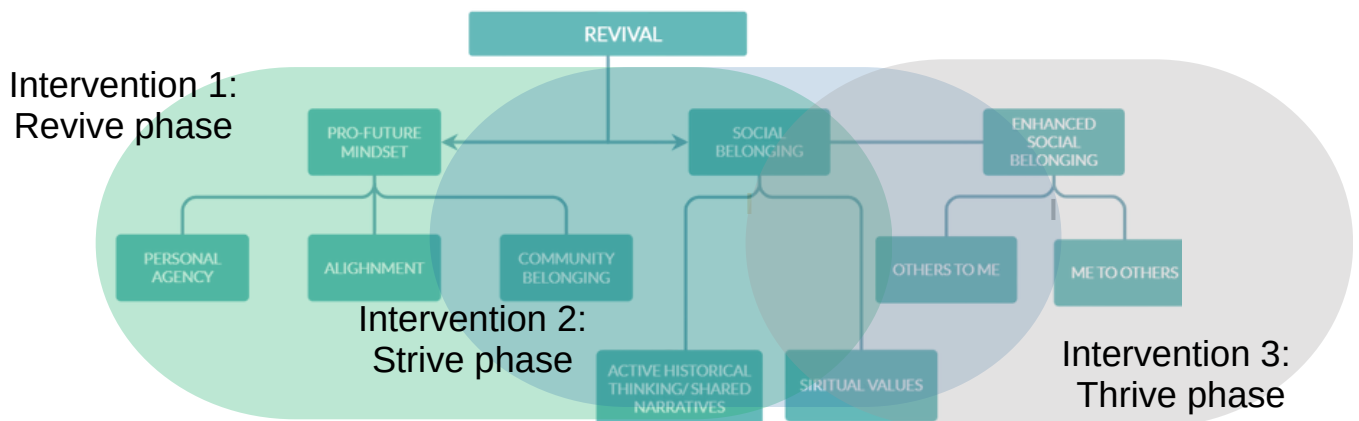 REVIVAL
Intervention 1:
Revive phase
PRO-FUTURE
MINDSET
SOCIAL
BELONGING
ENHANCED
SOCIAL
BELONGING
PERSONAL
AGENCY
ALIGHNMENT
COMMUNITY
BELONGING
OTHERS TO ME
ME TO OTHERS
Intervention 2:
Strive phase
ACTIVE HISTORICAL
THINKING/ SHARED
NARRATIVES
SIRITUAL VALUES
Intervention 3:
Thrive phase